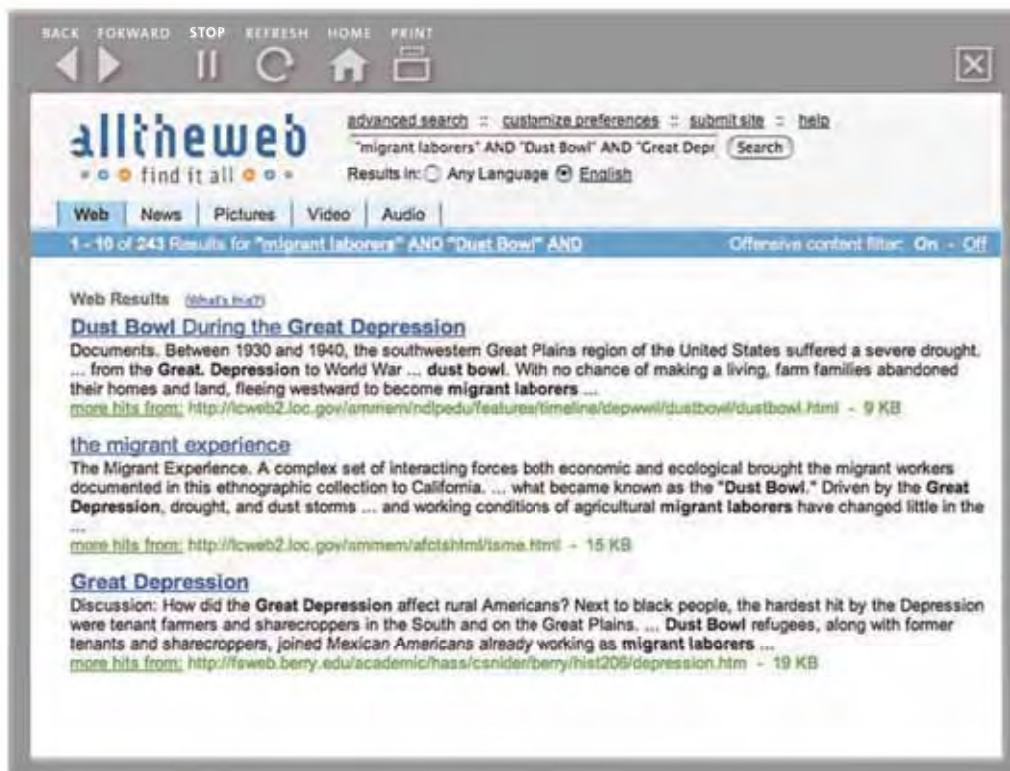 BACK FORWARD STOP REFRESH HOME PRINT
alltheweb
find it all
advanced search :: customize preferences :: submit site :: help
"migrant laborers" AND "Dust Bowl" AND "Great Depr Search
Results in: Any Language English
Web News Pictures Video Audio
1 - 10 of 243 Results for "migrant laborers" AND "Dust Bowl" AND Offensive content filter: On - Off
Web Results (What's this?)
Dust Bowl During the Great Depression
Documents. Between 1930 and 1940, the southwestern Great Plains region of the United States suffered a severe drought.
... from the Great. Depression to World War ... dust bowl. With no chance of making a living, farm families abandoned
their homes and land, fleeing westward to become migrant laborers ...
more hits from: http://lcweb2.loc.gov/ammem/ndlpedu/features/timeline/depwwii/dustbowl/dustbowl.html - 9 KB
the migrant experience
The Migrant Experience. A complex set of interacting forces both economic and ecological brought the migrant workers
documented in this ethnographic collection to California. ... what became known as the "Dust Bowl." Driven by the Great
Depression, drought, and dust storms ... and working conditions of agricultural migrant laborers have changed little in the
...
more hits from: http://lcweb2.loc.gov/ammem/afctshtml/tsme.html - 15 KB
Great Depression
Discussion: How did the Great Depression affect rural Americans? Next to black people, the hardest hit by the Depression
were tenant farmers and sharecroppers in the South and on the Great Plains. ... Dust Bowl refugees, along with former
tenants and sharecroppers, joined Mexican Americans already working as migrant laborers ...
more hits from: http://fsweb.berry.edu/academic/hass/csnider/berry/hist206/depression.htm - 19 KB